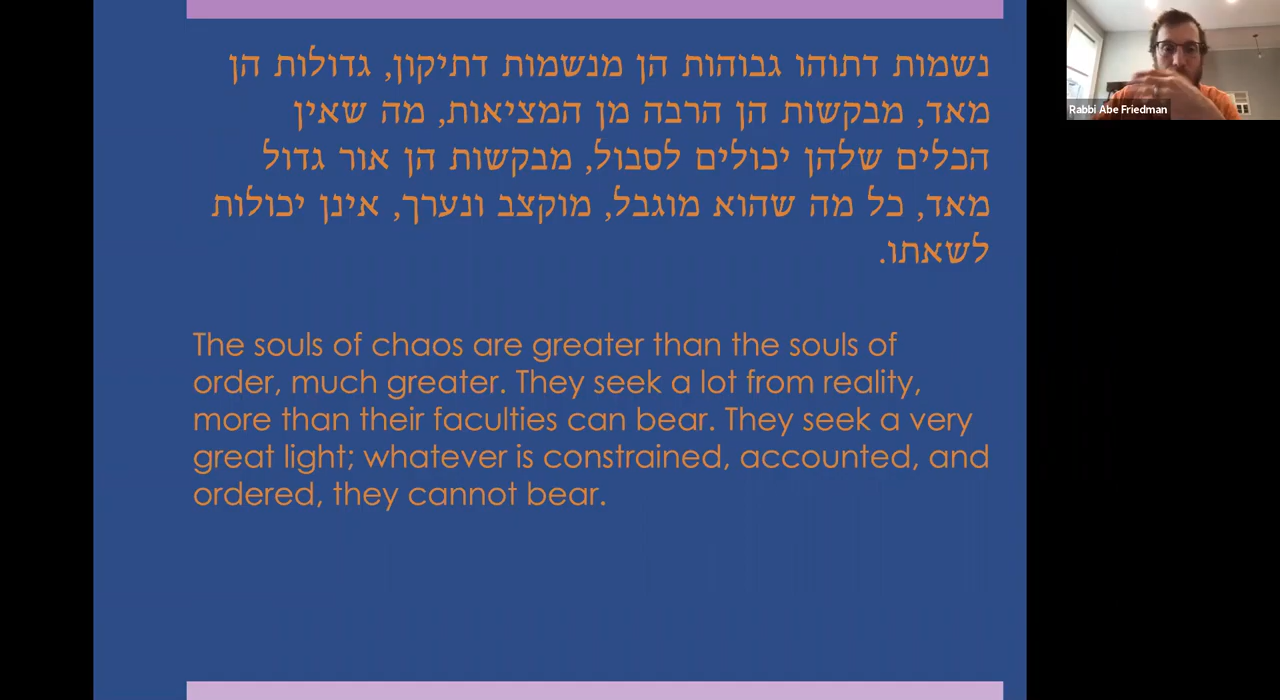 נשמות דתוהו גבוהות הן מנשמות דתיקון, גדולות הן
מאד, מבקשות הן הרבה מן המציאות, מה שאין
הכלים שלהן יכולים לסבול, מבקשות הן אור גדול
מאד, כל מה שהוא מוגבל, מוקצב ונערך, אינן יכולות
לשאתו.
The souls of chaos are greater than the souls of
order, much greater. They seek a lot from reality,
more than their faculties can bear. They seek a very
great light; whatever is constrained, accounted, and
ordered, they cannot bear.
Rabbi Abe Friedman